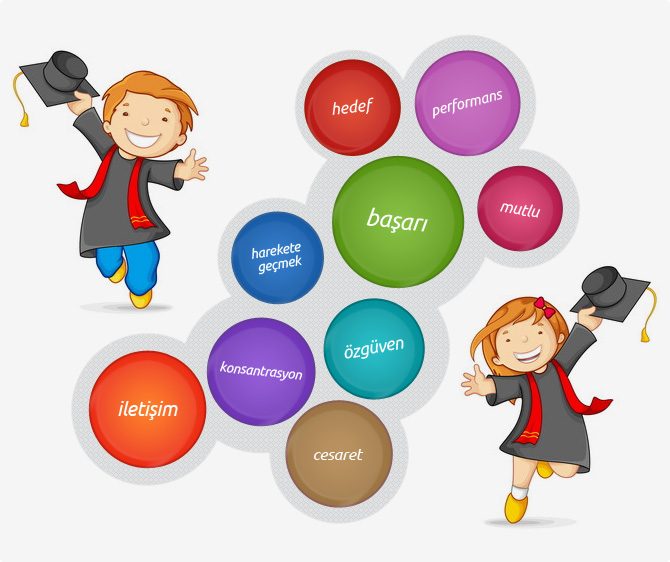 hedef
performans
başarı
mutlu
harekete
geçmek
özgüven
konsantrasyon
iletişim
cesaret